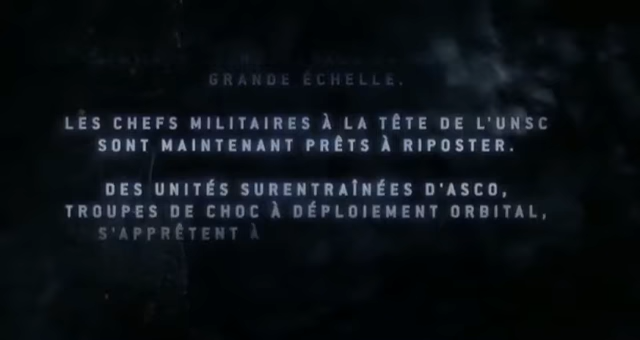 GRANDE ÉCHELLE.
LES CHEFS MILITAIRES À LA TÊTE DE L'UNSC
SONT MAINTENANT PRÊTS À RIPOSTER.
DES UNITÉS SURENTRAÎNÉES D'ASCO,
TROUPES DE CHOC À DÉPLOIEMENT ORBITAL,
S'APPRÊTENT À